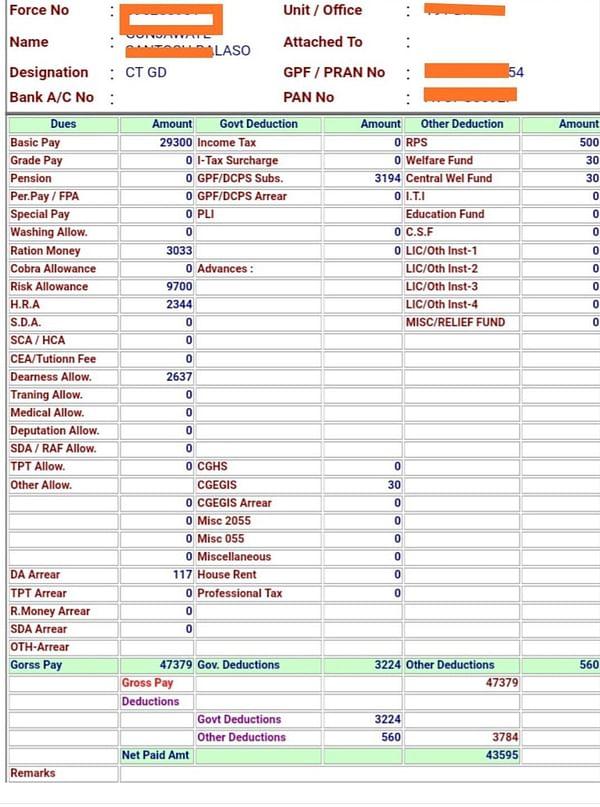 Force No : Unit / Office :
Name : Attached To :
BALASO
Designation : CT GD GPF / PRAN No : 54
Bank A/C No : PAN No :
Dues Amount Govt Deduction Amount Other Deduction Amount
Basic Pay 29300 Income Tax 0 RPS 500
Grade Pay 0 I-Tax Surcharge 0 Welfare Fund 30
Pension 0 GPF/DCPS Subs. 3194 Central Wel Fund 30
Per.Pay / FPA 0 GPF/DCPS Arrear 0 I.T.I 0
Special Pay 0 PLI Education Fund 0
Washing Allow. 0 0 C.S.F 0
Ration Money 3033 0 LIC/Oth Inst-1 0
Cobra Allowance 0 Advances : LIC/Oth Inst-2 0
Risk Allowance 9700 LIC/Oth Inst-3 0
H.R.A 2344 LIC/Oth Inst-4 0
S.D.A. 0 MISC/RELIEF FUND 0
SCA / HCA 0
CEA/Tutionn Fee 0
Dearness Allow. 2637
Traning Allow. 0
Medical Allow. 0
Deputation Allow. 0
SDA / RAF Allow. 0
TPT Allow. 0 CGHS 0
Other Allow. CGEGIS 30
0 CGEGIS Arrear 0
0 Misc 2055 0
0 Misc 055 0
0 Miscellaneous 0
DA Arrear 117 House Rent 0
TPT Arrear 0 Professional Tax 0
R.Money Arrear 0
SDA Arrear 0
OTH-Arrear
Gorss Pay 47379 Gov. Deductions 3224 Other Deductions 560
Gross Pay 47379
Deductions
Govt Deductions 3224
Other Deductions 560 3784
Net Paid Amt 43595
Remarks